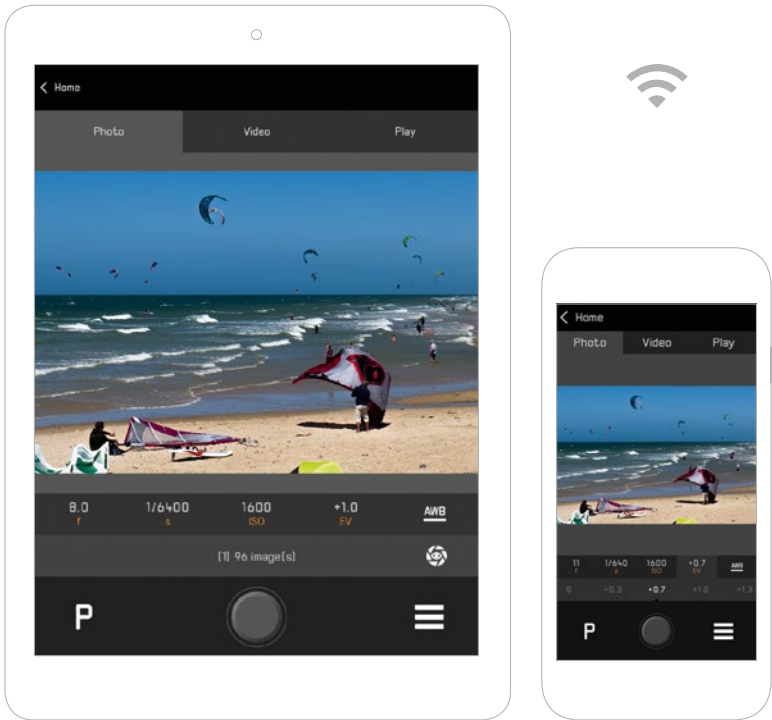 Home
Photo Video Play
8.0 1/6400 1600 +1.0 AWB
f s ISO EV
[1] 96 image(s)
P
Home
Photo Video Play
11 1/640 1600 +0.7 AWB
f s ISO EV
0 +0.3 +0.7 +1.0 +1.3
P